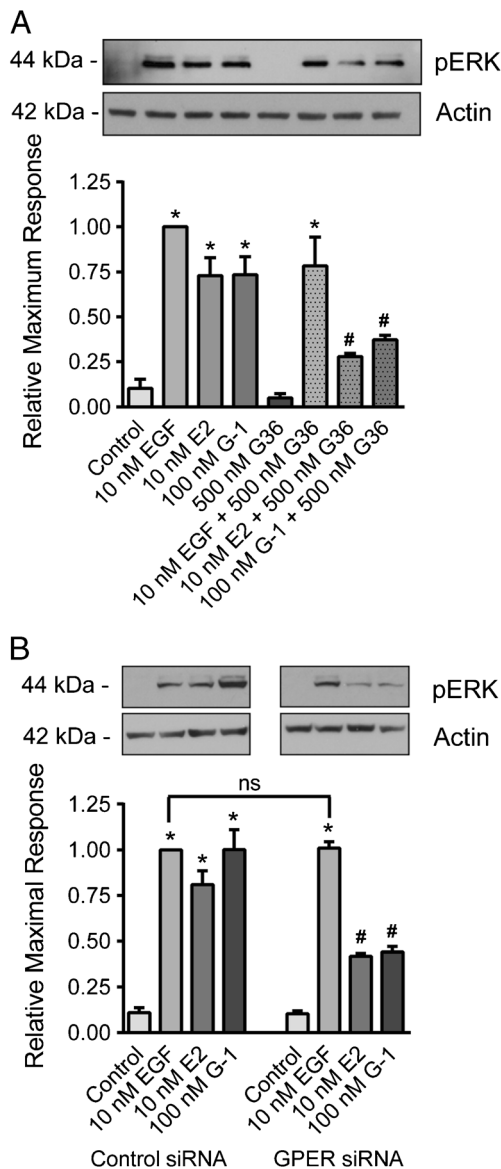 A
44 kDa -
pERK
42 kDa -
Actin
Relative Maximum Response
1.25
1.00
0.75
0.50
0.25
0.00
*
*
*
*
#
#
Control
10 nM EGF
10 nM E2
100 nM G-1
500 nM G36
10 nM EGF + 500 nM G36
10 nM E2 + 500 nM G36
100 nM G-1 + 500 nM G36
B
44 kDa -
pERK
42 kDa -
Actin
Relative Maximal Response
1.25
1.00
0.75
0.50
0.25
0.00
ns
*
*
*
*
#
#
Control
10 nM EGF
10 nM E2
100 nM G-1
Control
10 nM EGF
10 nM E2
100 nM G-1
Control siRNA
GPER siRNA